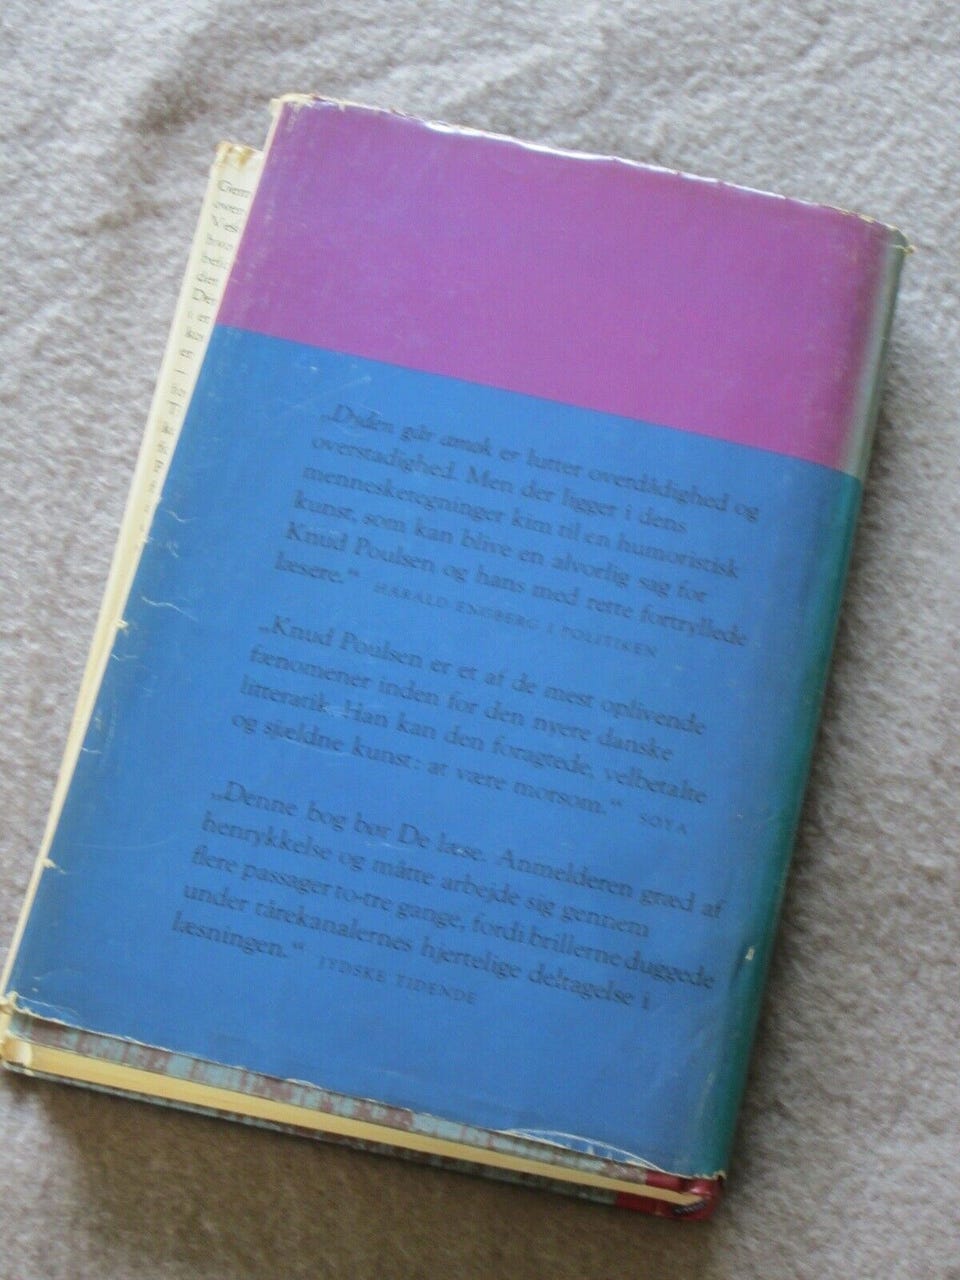 „Dyden går amok er lutter overdådighed og
overstadighed. Men der ligger i dens
mennesketegninger kim til en humoristisk
kunst, som kan blive en alvorlig sag for
Knud Poulsen og hans med rette fortryllede
læsere.“ HARALD ENGBERG I POLITIKEN
„Knud Poulsen er et af de mest oplivende
fænomener inden for den nyere danske
litteratur. Han kan den foragtede, velbetalte
og sjældne kunst: at være morsom.“ SOYA
„Denne bog bør De læse. Anmelderen græd af
henrykkelse og måtte arbejde sig gennem
flere passager to-tre gange, fordi brillerne duggede
under tårekanalernes hjertelige deltagelse i
læsningen.“ JYDSKE TIDENDE